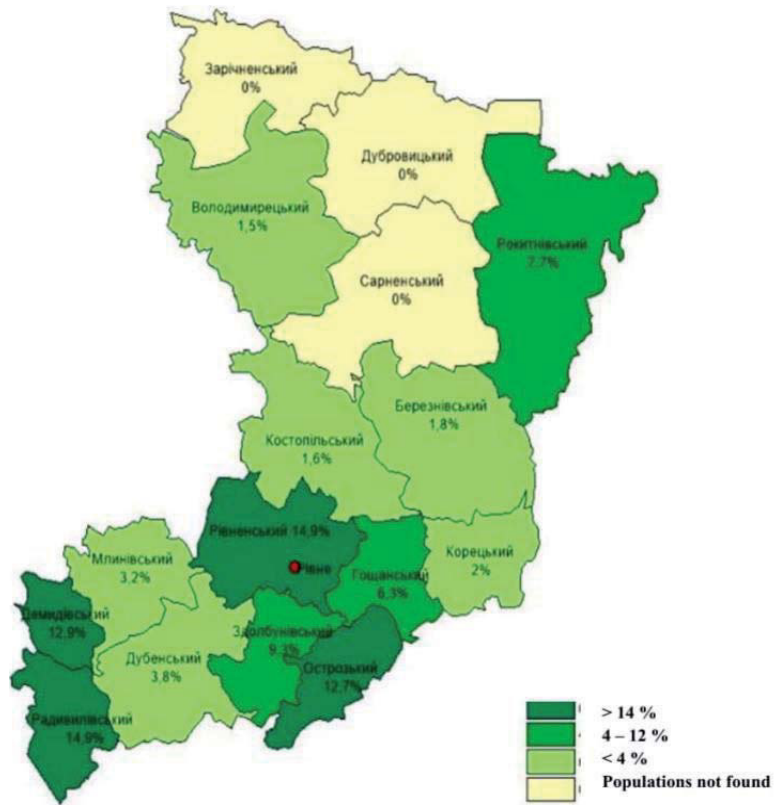 Зарічненський
0%
Дубровицький
0%
Володимирецький
1,5%
Рокитнівський
7,7%
Сарненський
0%
Березнівський
1,8%
Костопільський
1,6%
Рівненський 14,9%
Рівне
Млинівський
3,2%
Гощанський
6,3%
Корецький
2%
Демидівський
12,9%
Здолбунівський
9,3%
Дубенський
3,8%
Острозький
12,7%
Радивилівський
14,9%
> 14 %
4 – 12 %
< 4 %
Populations not found